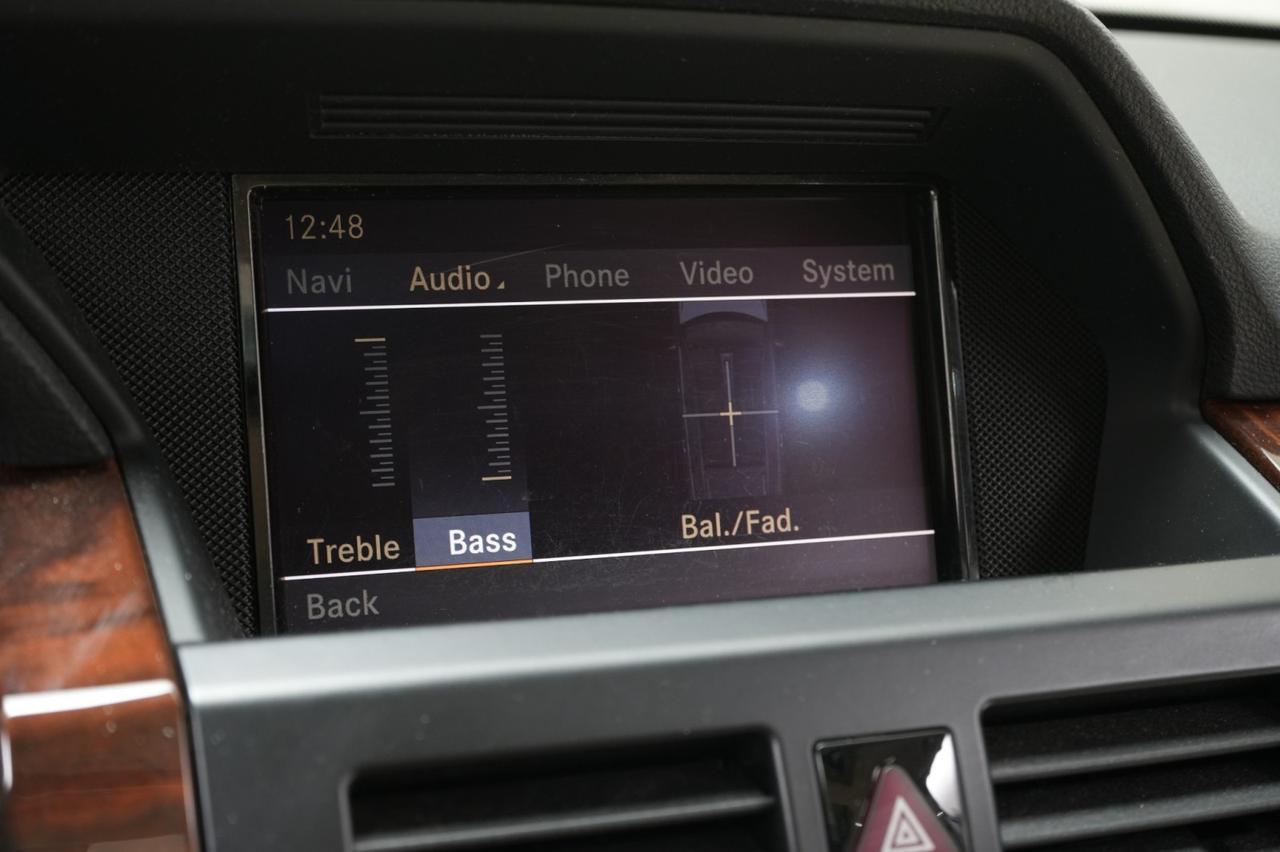 12:48
Navi Audio Phone Video System
Treble Bass Bal./Fad.
Back